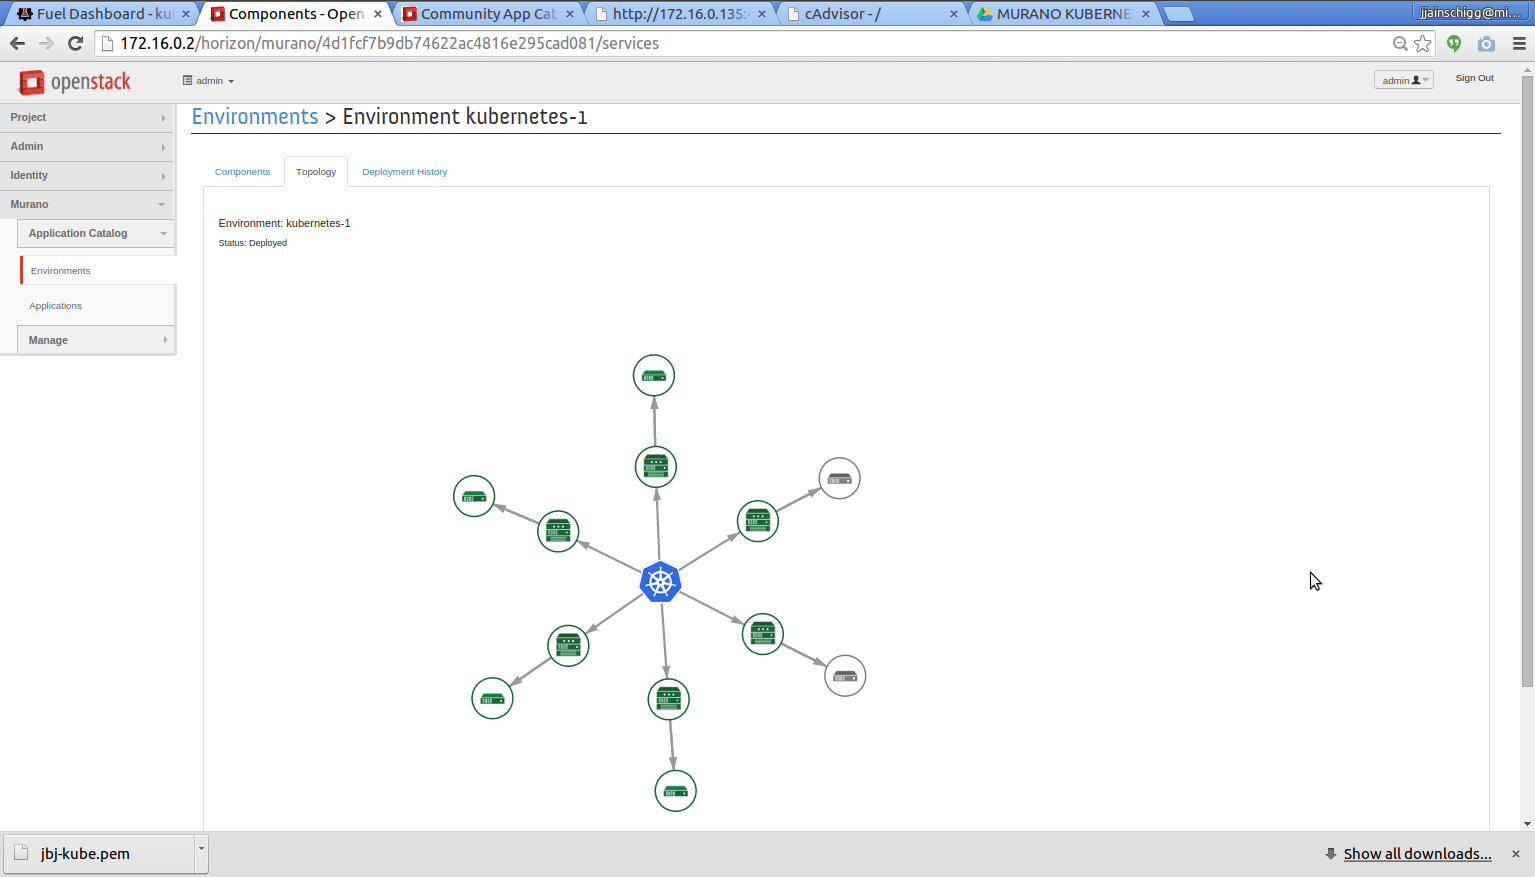 Fuel Dashboard - ku
Components - Open
Community App Cat
http://172.16.0.135:
cAdvisor - /
MURANO KUBERNE
jjainschigg@mi...
172.16.0.2/horizon/murano/4d1fcf7b9db74622ac4816e295cad081/services
openstack
admin
admin
Sign Out
Project
Admin
Identity
Murano
Application Catalog
Environments
Applications
Manage
Environments > Environment kubernetes-1
Components
Topology
Deployment History
Environment: kubernetes-1
Status: Deployed
jbj-kube.pem
Show all downloads...